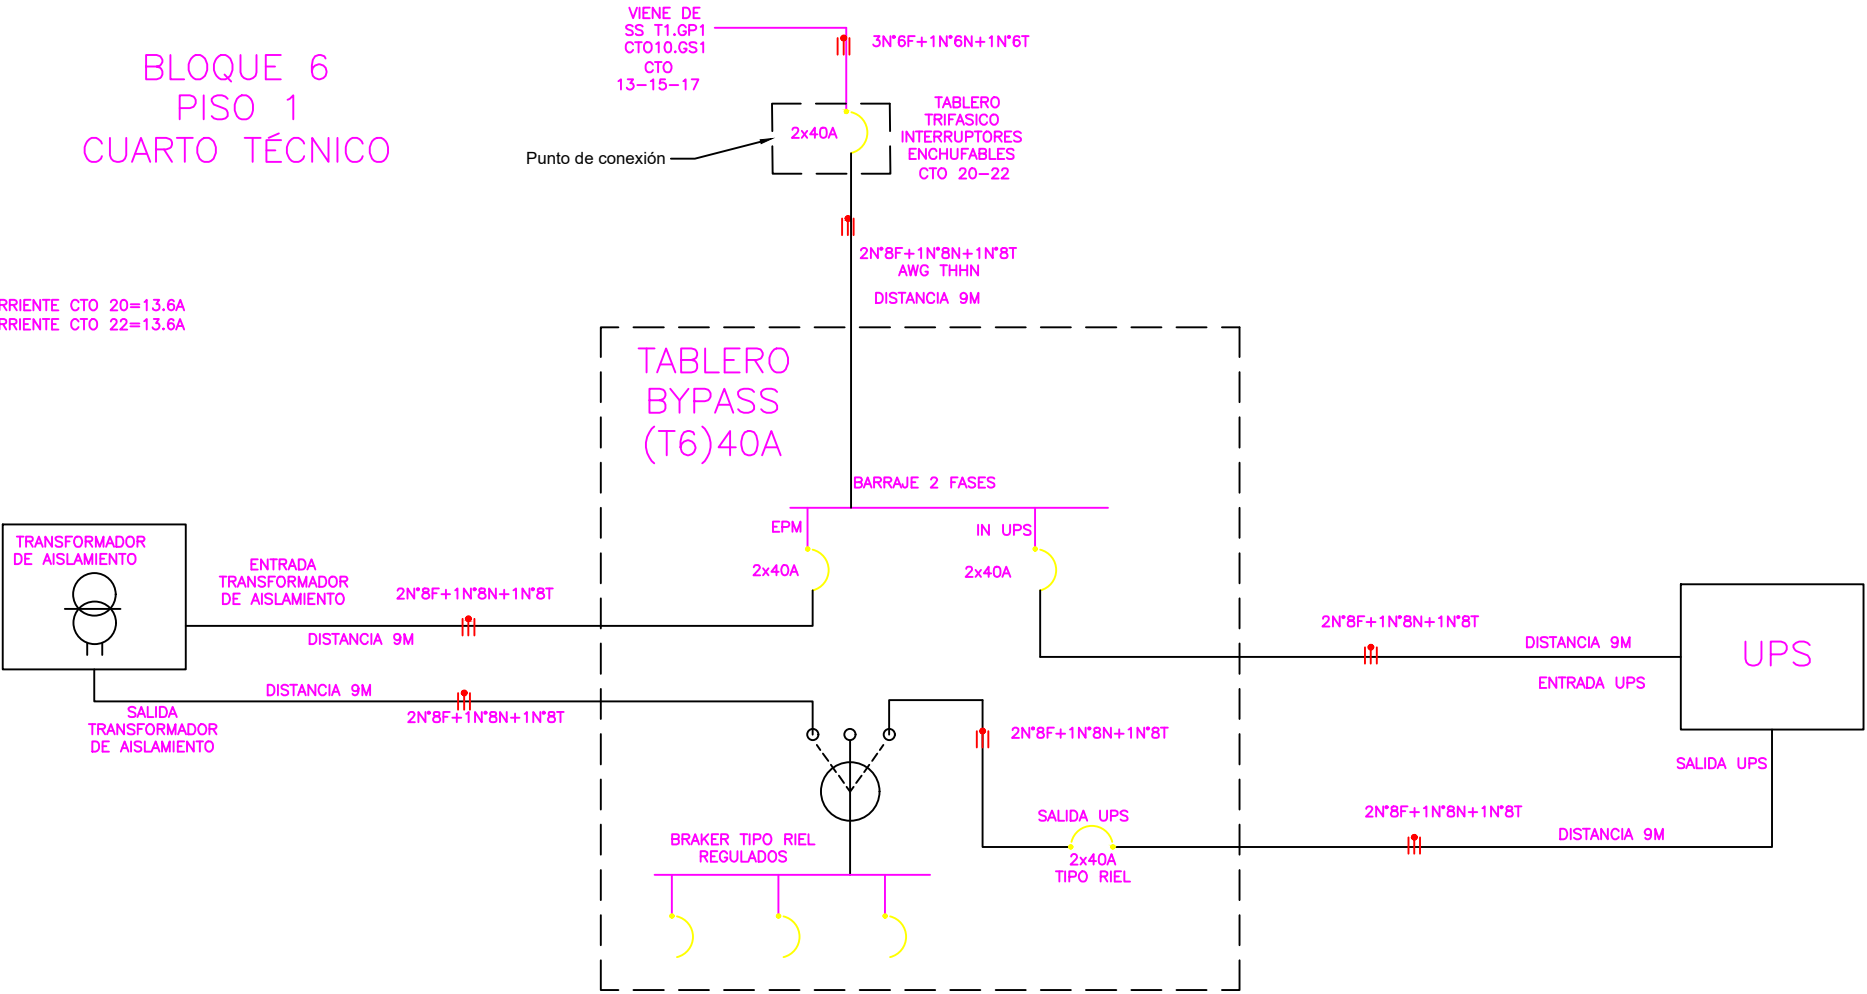 BLOQUE 6
PISO 1
CUARTO TÉCNICO
VIENE DE
SS T1.GP1
CTO10.GS1
CTO
13-15-17
3N°6F+1N°6N+1N°6T
2x40A
TABLERO
TRIFASICO
INTERRUPTORES
ENCHUFABLES
CTO 20-22
Punto de conexión
2N°8F+1N°8N+1N°8T
AWG THHN
DISTANCIA 9M
RRIENTE CTO 20=13.6A
RRIENTE CTO 22=13.6A
TABLERO
BYPASS
(T6)40A
BARRAJE 2 FASES
EPM
IN UPS
2x40A
2x40A
TRANSFORMADOR
DE AISLAMIENTO
ENTRADA
TRANSFORMADOR
DE AISLAMIENTO
2N°8F+1N°8N+1N°8T
DISTANCIA 9M
DISTANCIA 9M
2N°8F+1N°8N+1N°8T
SALIDA
TRANSFORMADOR
DE AISLAMIENTO
2N°8F+1N°8N+1N°8T
DISTANCIA 9M
ENTRADA UPS
UPS
2N°8F+1N°8N+1N°8T
SALIDA UPS
SALIDA UPS
2x40A
TIPO RIEL
2N°8F+1N°8N+1N°8T
DISTANCIA 9M
BRAKER TIPO RIEL
REGULADOS